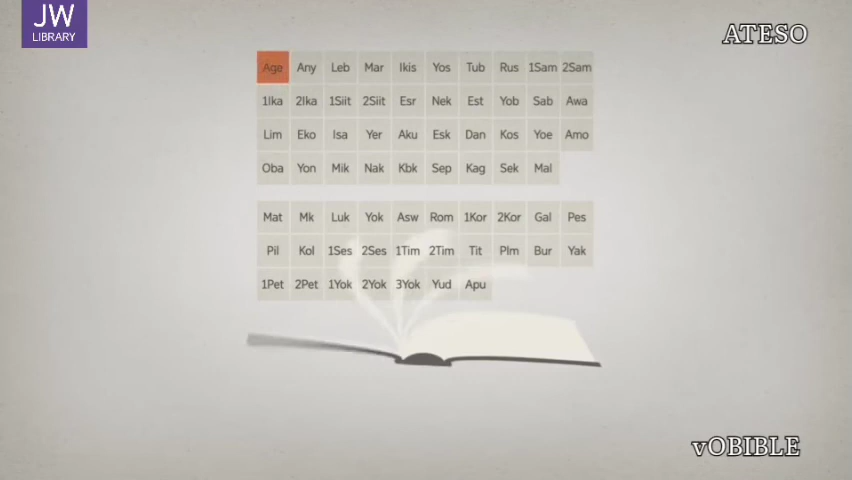 JW
LIBRARY
ATESO
Age Any Leb Mar Ikis Yos Tub Rus 1Sam 2Sam
1Ika 2Ika 1Siit 2Siit Esr Nek Est Yob Sab Awa
Lim Eko Isa Yer Aku Esk Dan Kos Yoe Amo
Oba Yon Mik Nak Kbk Sep Kag Sek Mal
Mat Mk Luk Yok Asw Rom 1Kor 2Kor Gal Pes
Pil Kol 1Ses 2Ses 1Tim 2Tim Tit Plm Bur Yak
1Pet 2Pet 1Yok 2Yok 3Yok Yud Apu
vOBIBLE